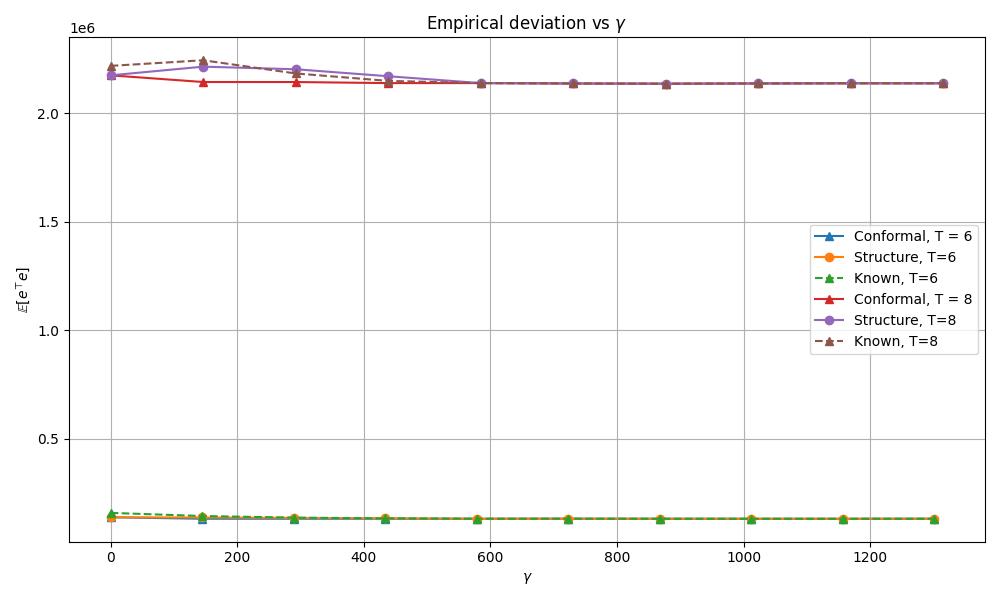 Empirical deviation vs γ
1e6
2.0
1.5
1.0
0.5
𝔼[e⊤e]
Conformal, T = 6
Structure, T=6
Known, T=6
Conformal, T = 8
Structure, T=8
Known, T=8
0 200 400 600 800 1000 1200
γ